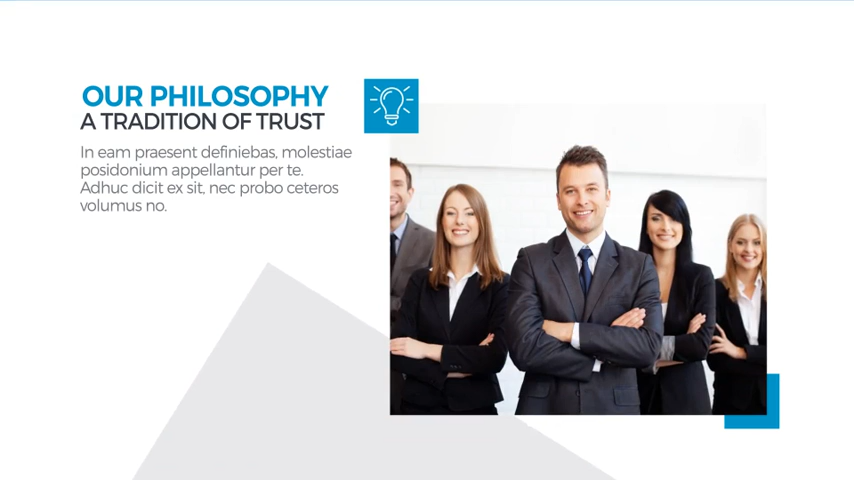 OUR PHILOSOPHY
A TRADITION OF TRUST
In eam praesent definiebas, molestiae
posidonium appellantur per te.
Adhuc dicit ex sit, nec probo ceteros
volumus no.